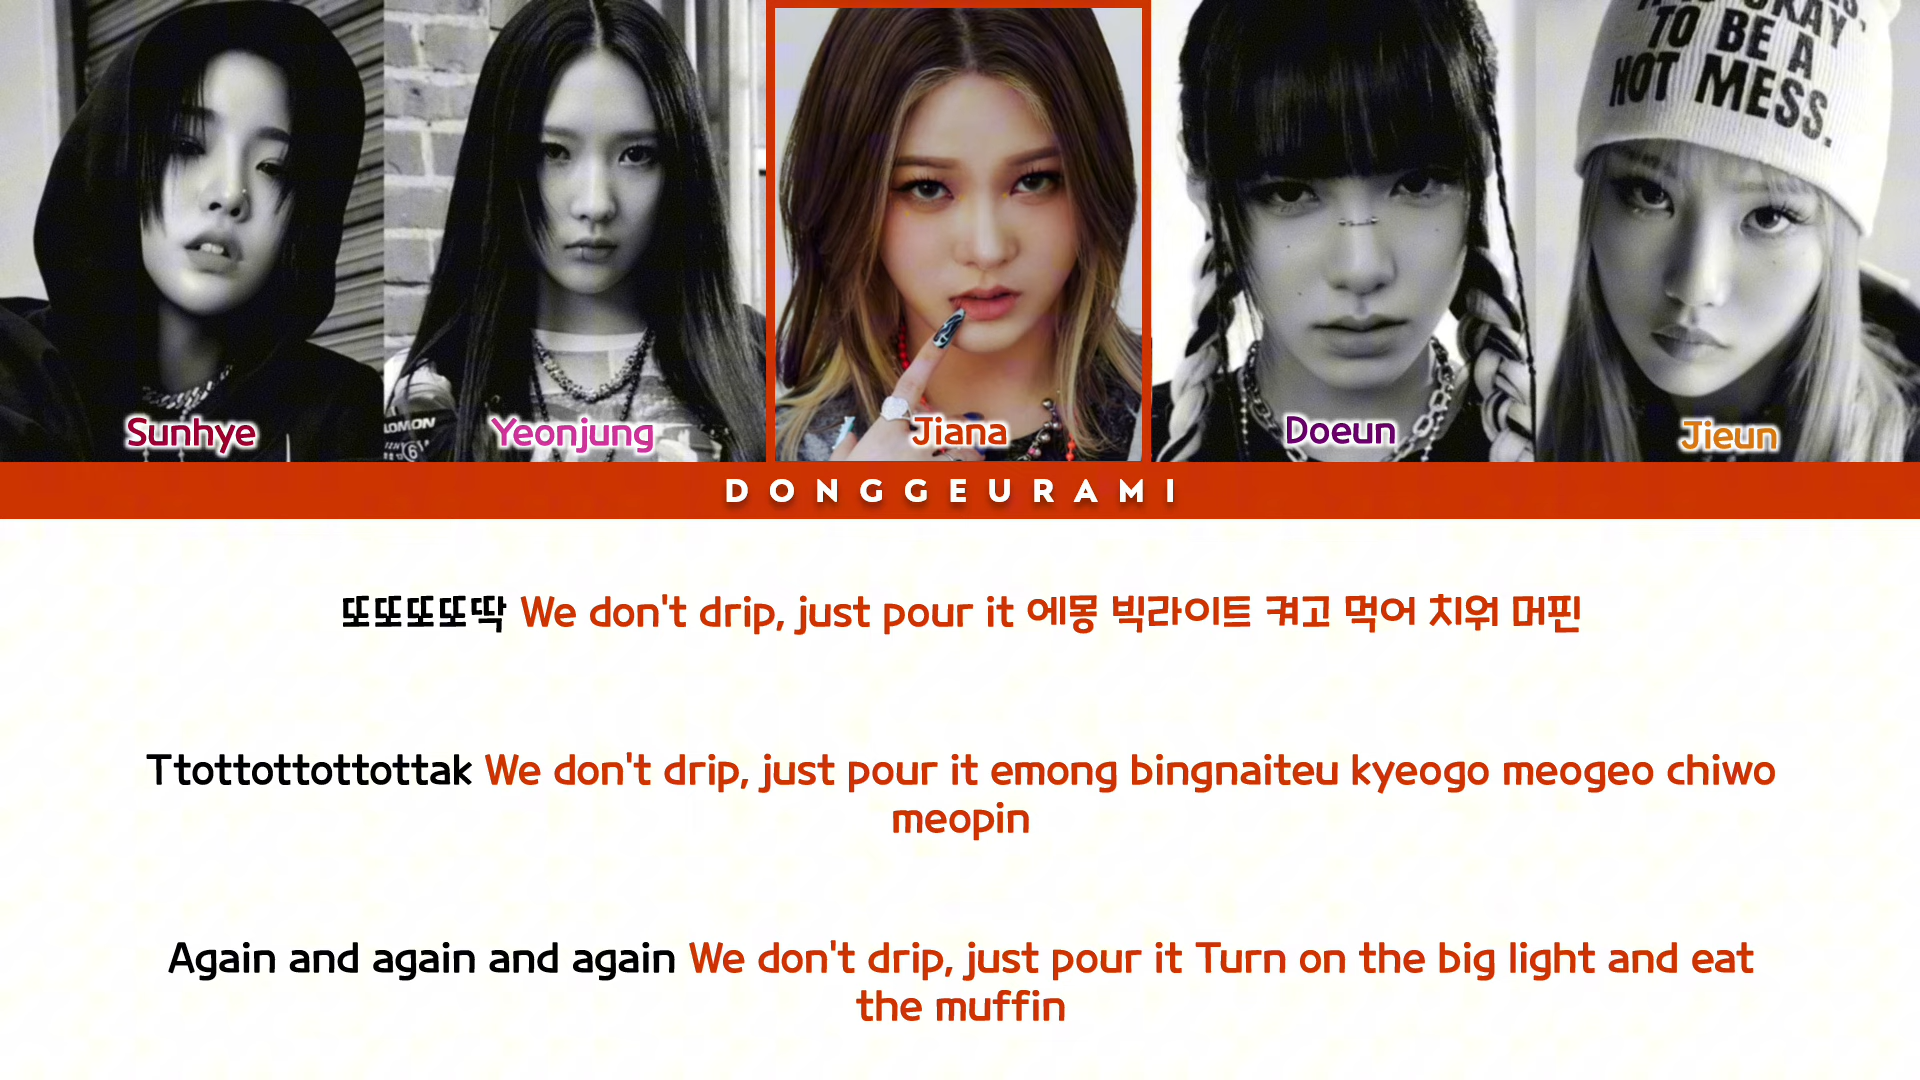 IT'S OKAY,
TO BE A
HOT MESS.
Sunhye
Yeonjung
Jiana
Doeun
Jieun
DONGGEURAMI
또또또또딱 We don't drip, just pour it 에몽 빅라이트 켜고 먹어 치워 머핀
Ttottottottottottak We don't drip, just pour it emong bingnaiteu kyeogo meogeo chiwo
meopin
Again and again and again We don't drip, just pour it Turn on the big light and eat
the muffin